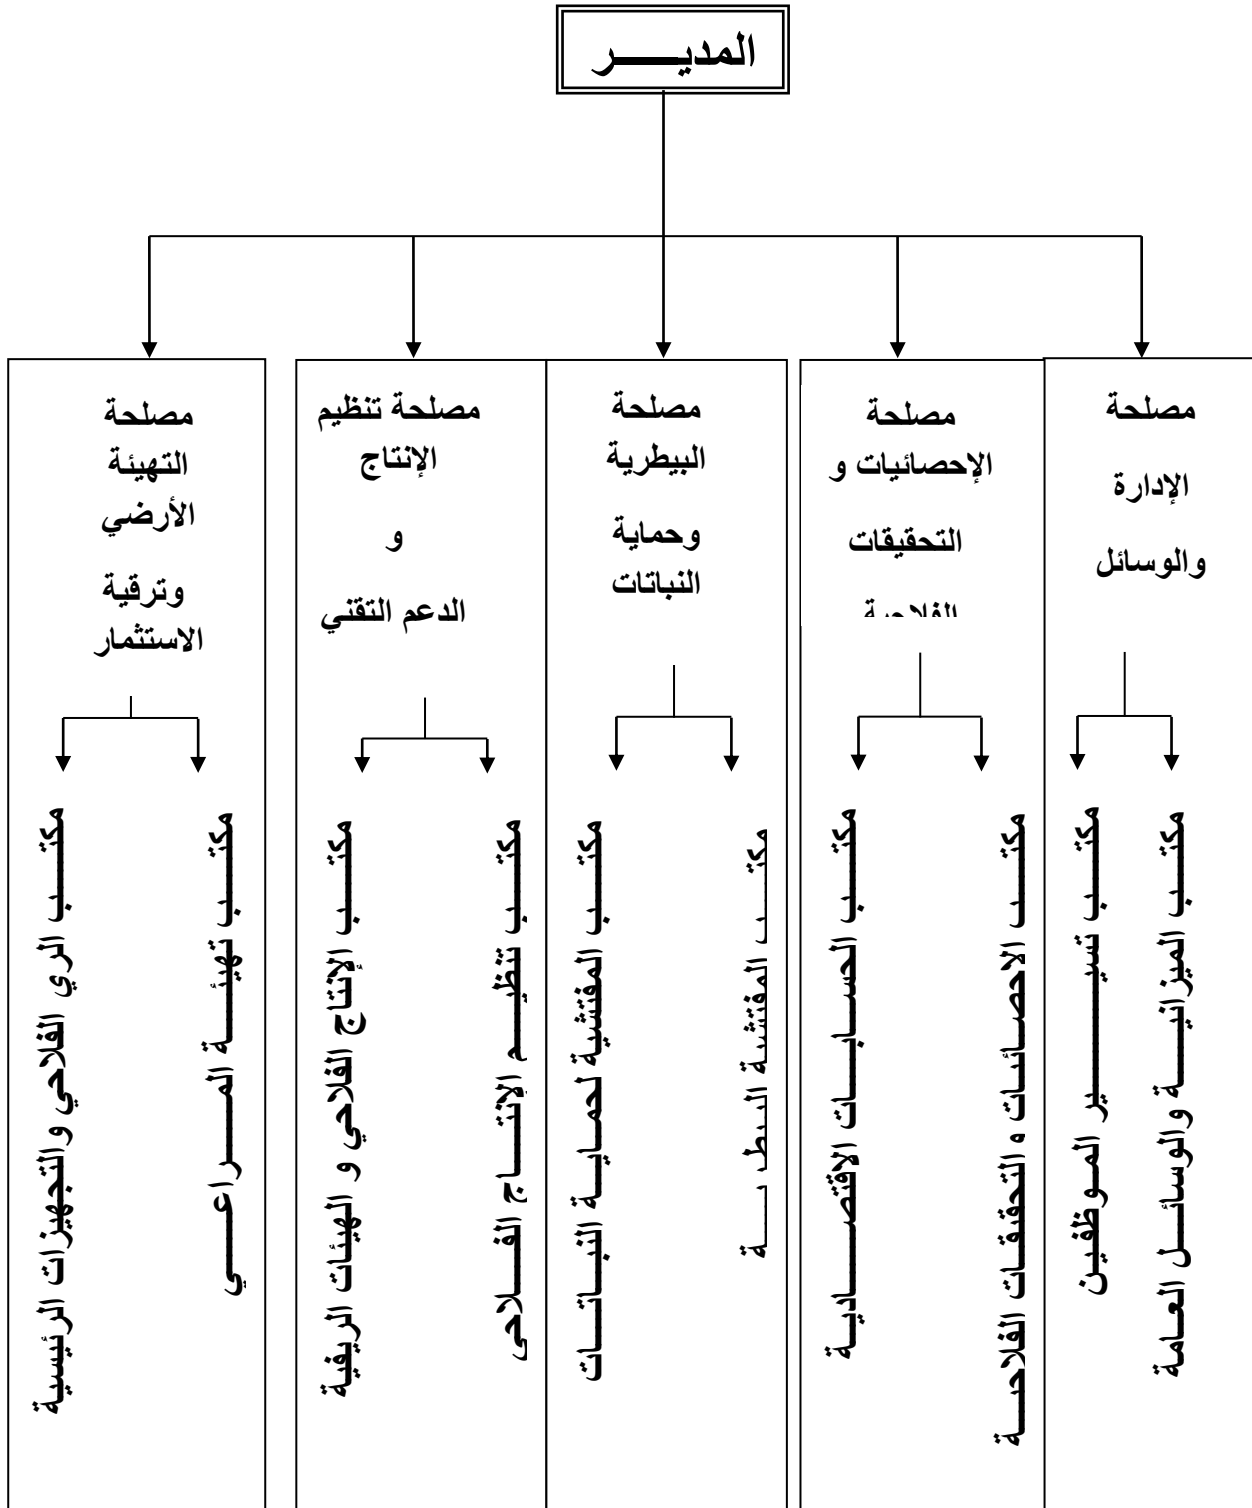 المديـــــر
مصلحة
الإدارة
والوسائل
مكتب الميزانية والوسائل العامة
مكتب تسيير الموظفين
مصلحة
الإحصائيات و
التحقيقات
الفلاحية
مكتب الاحصائيات و التحقيقات الفلاحية
مكتب الحسابات الاقتصادية
مصلحة
البيطرية
وحماية
النباتات
مكتب المفتشية البيطرية
مكتب المفتشية لحماية النباتات
مصلحة تنظيم
الإنتاج
و
الدعم التقني
مكتب تنظيم الإنتاج الفلاحي
مكتب الإنتاج الفلاحي و الهيئات الريفية
مصلحة
التهيئة
الأرضي
وترقية
الاستثمار
مكتب تهيئة المراعي
مكتب الري الفلاحي والتجهيزات الرئيسية